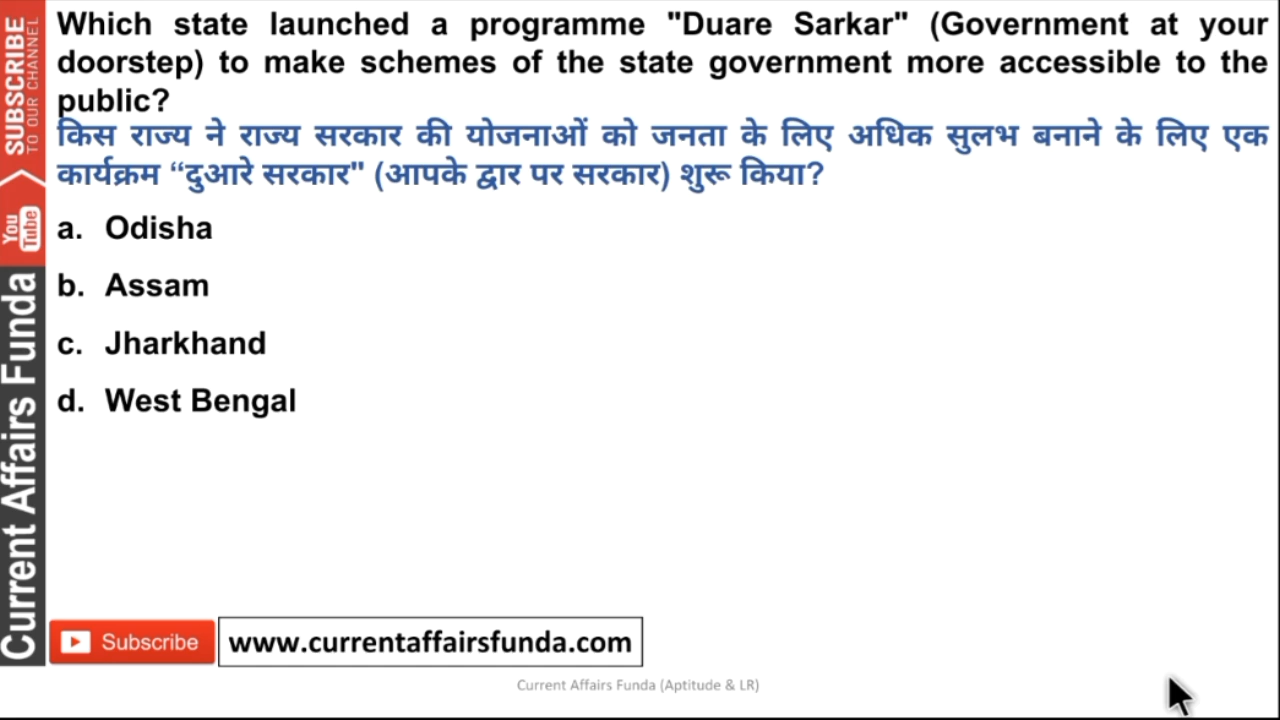 Which state launched a programme "Duare Sarkar" (Government at your
doorstep) to make schemes of the state government more accessible to the
public?
किस राज्य ने राज्य सरकार की योजनाओं को जनता के लिए अधिक सुलभ बनाने के लिए एक
कार्यक्रम “दुआरे सरकार" (आपके द्वार पर सरकार) शुरू किया?
a. Odisha
b. Assam
c. Jharkhand
d. West Bengal
SUBSCRIBE
TO OUR CHANNEL
You
Tube
Current Affairs Funda
Subscribe
www.currentaffairsfunda.com
Current Affairs Funda (Aptitude & LR)